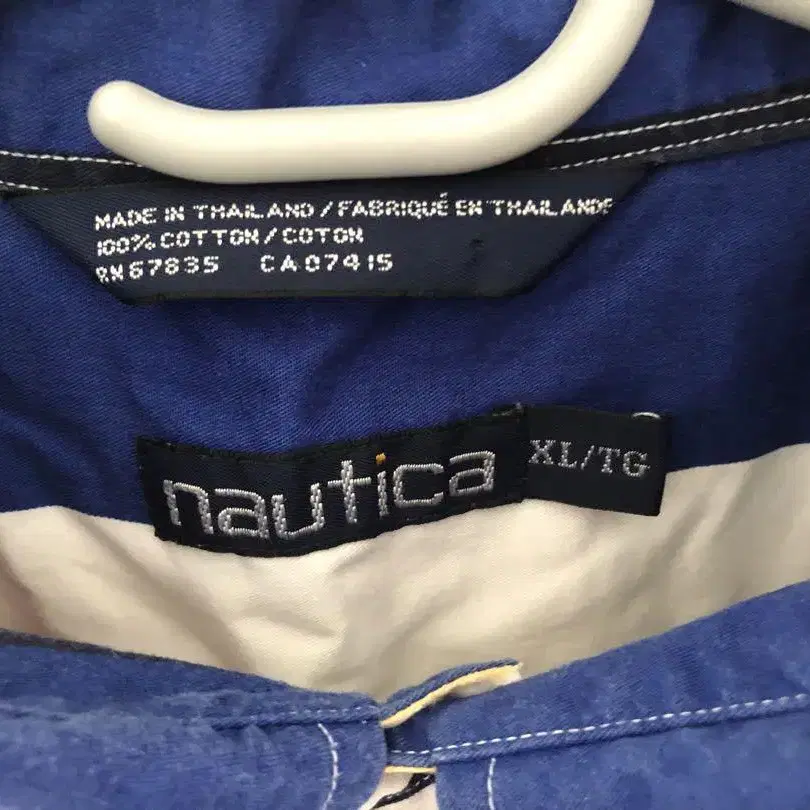 MADE IN THAILAND / FABRIQUÉ EN THAILANDE
100% COTTON / COTON
RN 67835 CA 07415
nautica
XL/TG